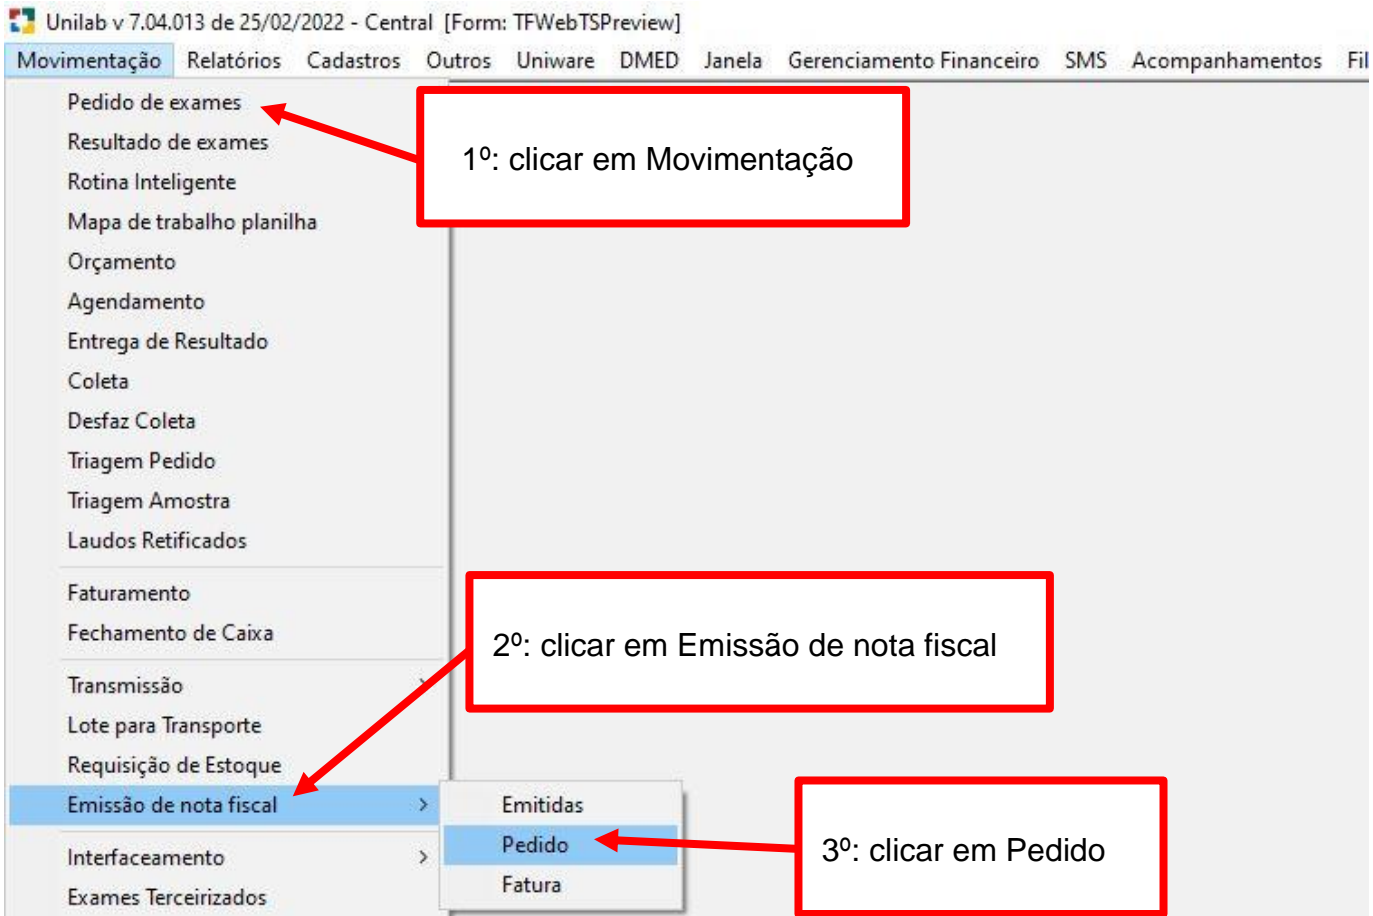 Unilab v 7.04.013 de 25/02/2022 - Central [Form: TFWebTSPreview]
Movimentação Relatórios Cadastros Outros Uniware DMED Janela Gerenciamento Financeiro SMS Acompanhamentos Fil
Pedido de exames
Resultado de exames
Rotina Inteligente
Mapa de trabalho planilha
Orçamento
Agendamento
Entrega de Resultado
Coleta
Desfaz Coleta
Triagem Pedido
Triagem Amostra
Laudos Retificados
Faturamento
Fechamento de Caixa
Transmissão
Lote para Transporte
Requisição de Estoque
Emissão de nota fiscal
Interfaceamento
Exames Terceirizados
Emitidas
Pedido
Fatura
1º: clicar em Movimentação
2º: clicar em Emissão de nota fiscal
3º: clicar em Pedido